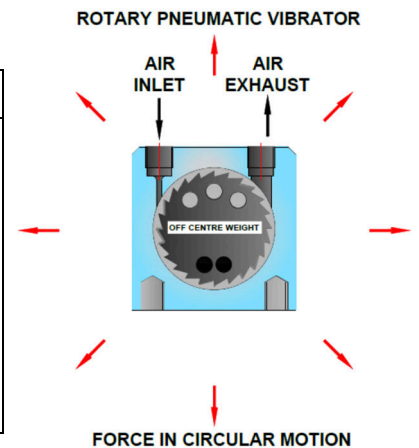 ROTARY PNEUMATIC VIBRATOR
AIR INLET
AIR EXHAUST
OFF CENTRE WEIGHT
FORCE IN CIRCULAR MOTION